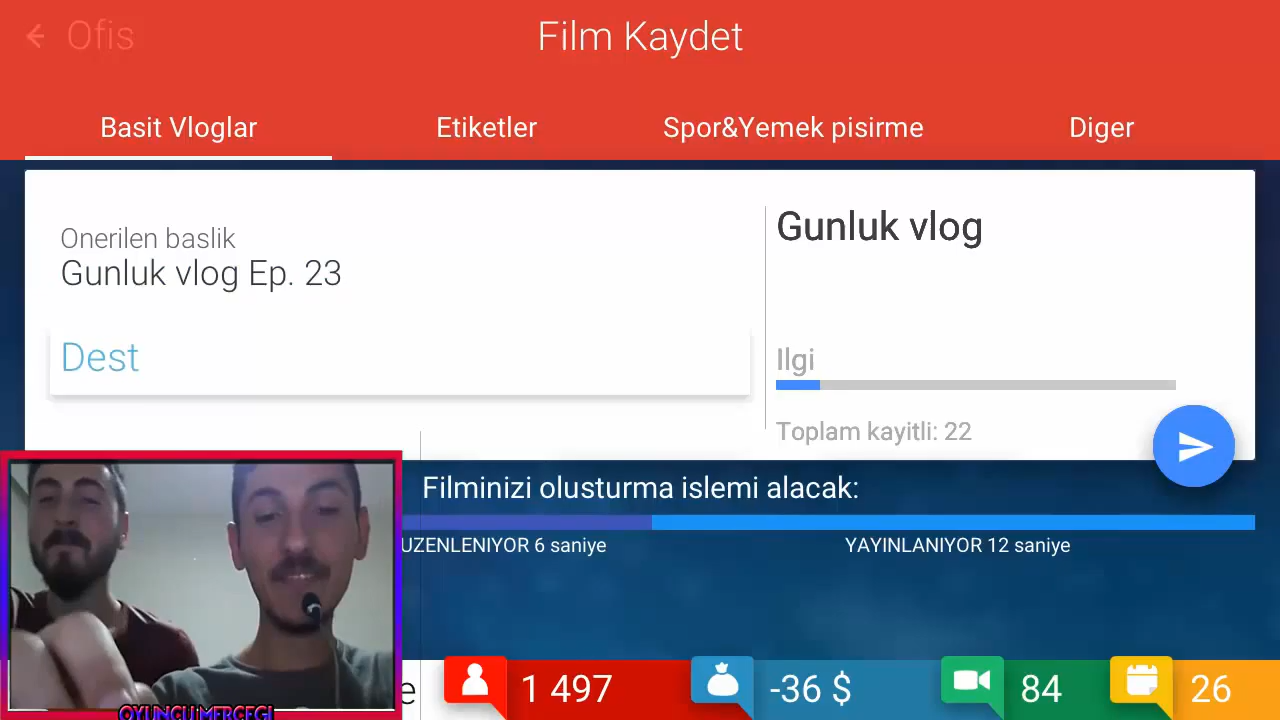 Ofis
Film Kaydet
Basit Vloglar
Etiketler
Spor&Yemek pisirme
Diger
Onerilen baslik
Gunluk vlog Ep. 23
Dest
Gunluk vlog
Ilgi
Toplam kayitli: 22
Filminizi olusturma islemi alacak:
UZENLENIYOR 6 saniye
YAYINLANIYOR 12 saniye
e
1 497
-36 $
84
26
OYUNCU MERCEGI